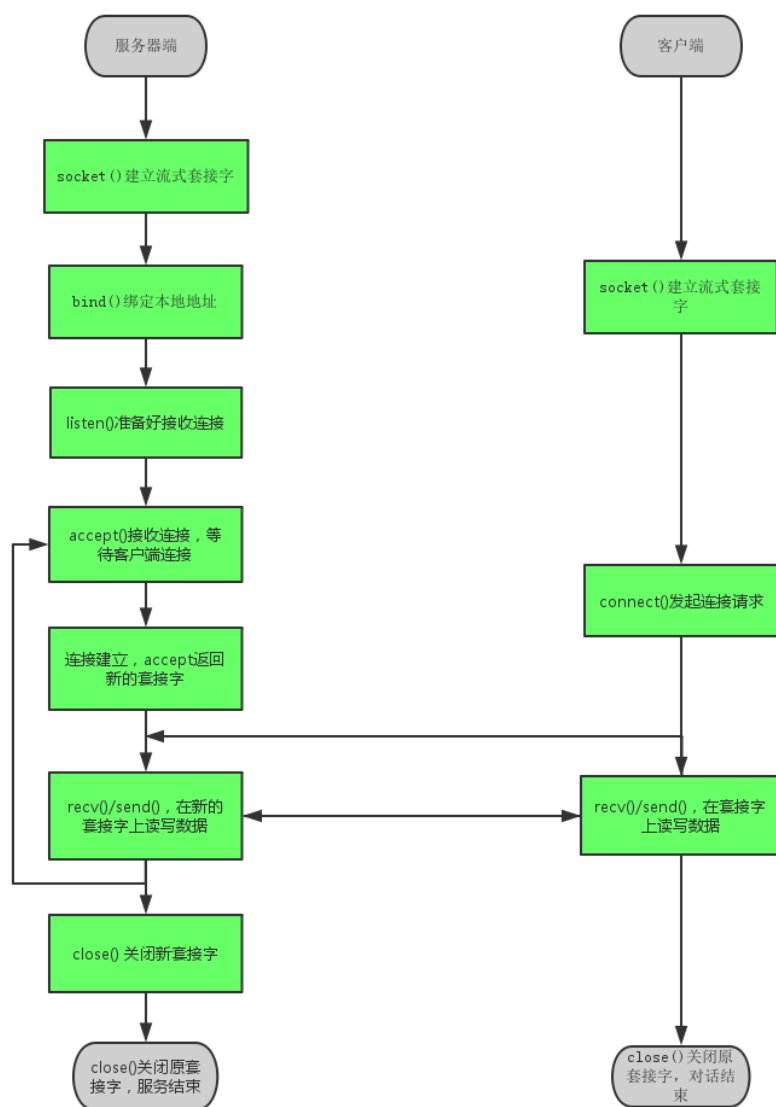 服务器端
客户端
socket()建立流式套接字
bind()绑定本地地址
socket()建立流式套接
字
listen()准备好接收连接
accept()接收连接，等
待客户端连接
connect()发起连接请求
连接建立，accept返回
新的套接字
recv()/send()，在新的
套接字上读写数据
recv()/send()，在套接字
上读写数据
close() 关闭新套接字
close()关闭原套
接字，服务结束
close()关闭原
套接字，对话结
束